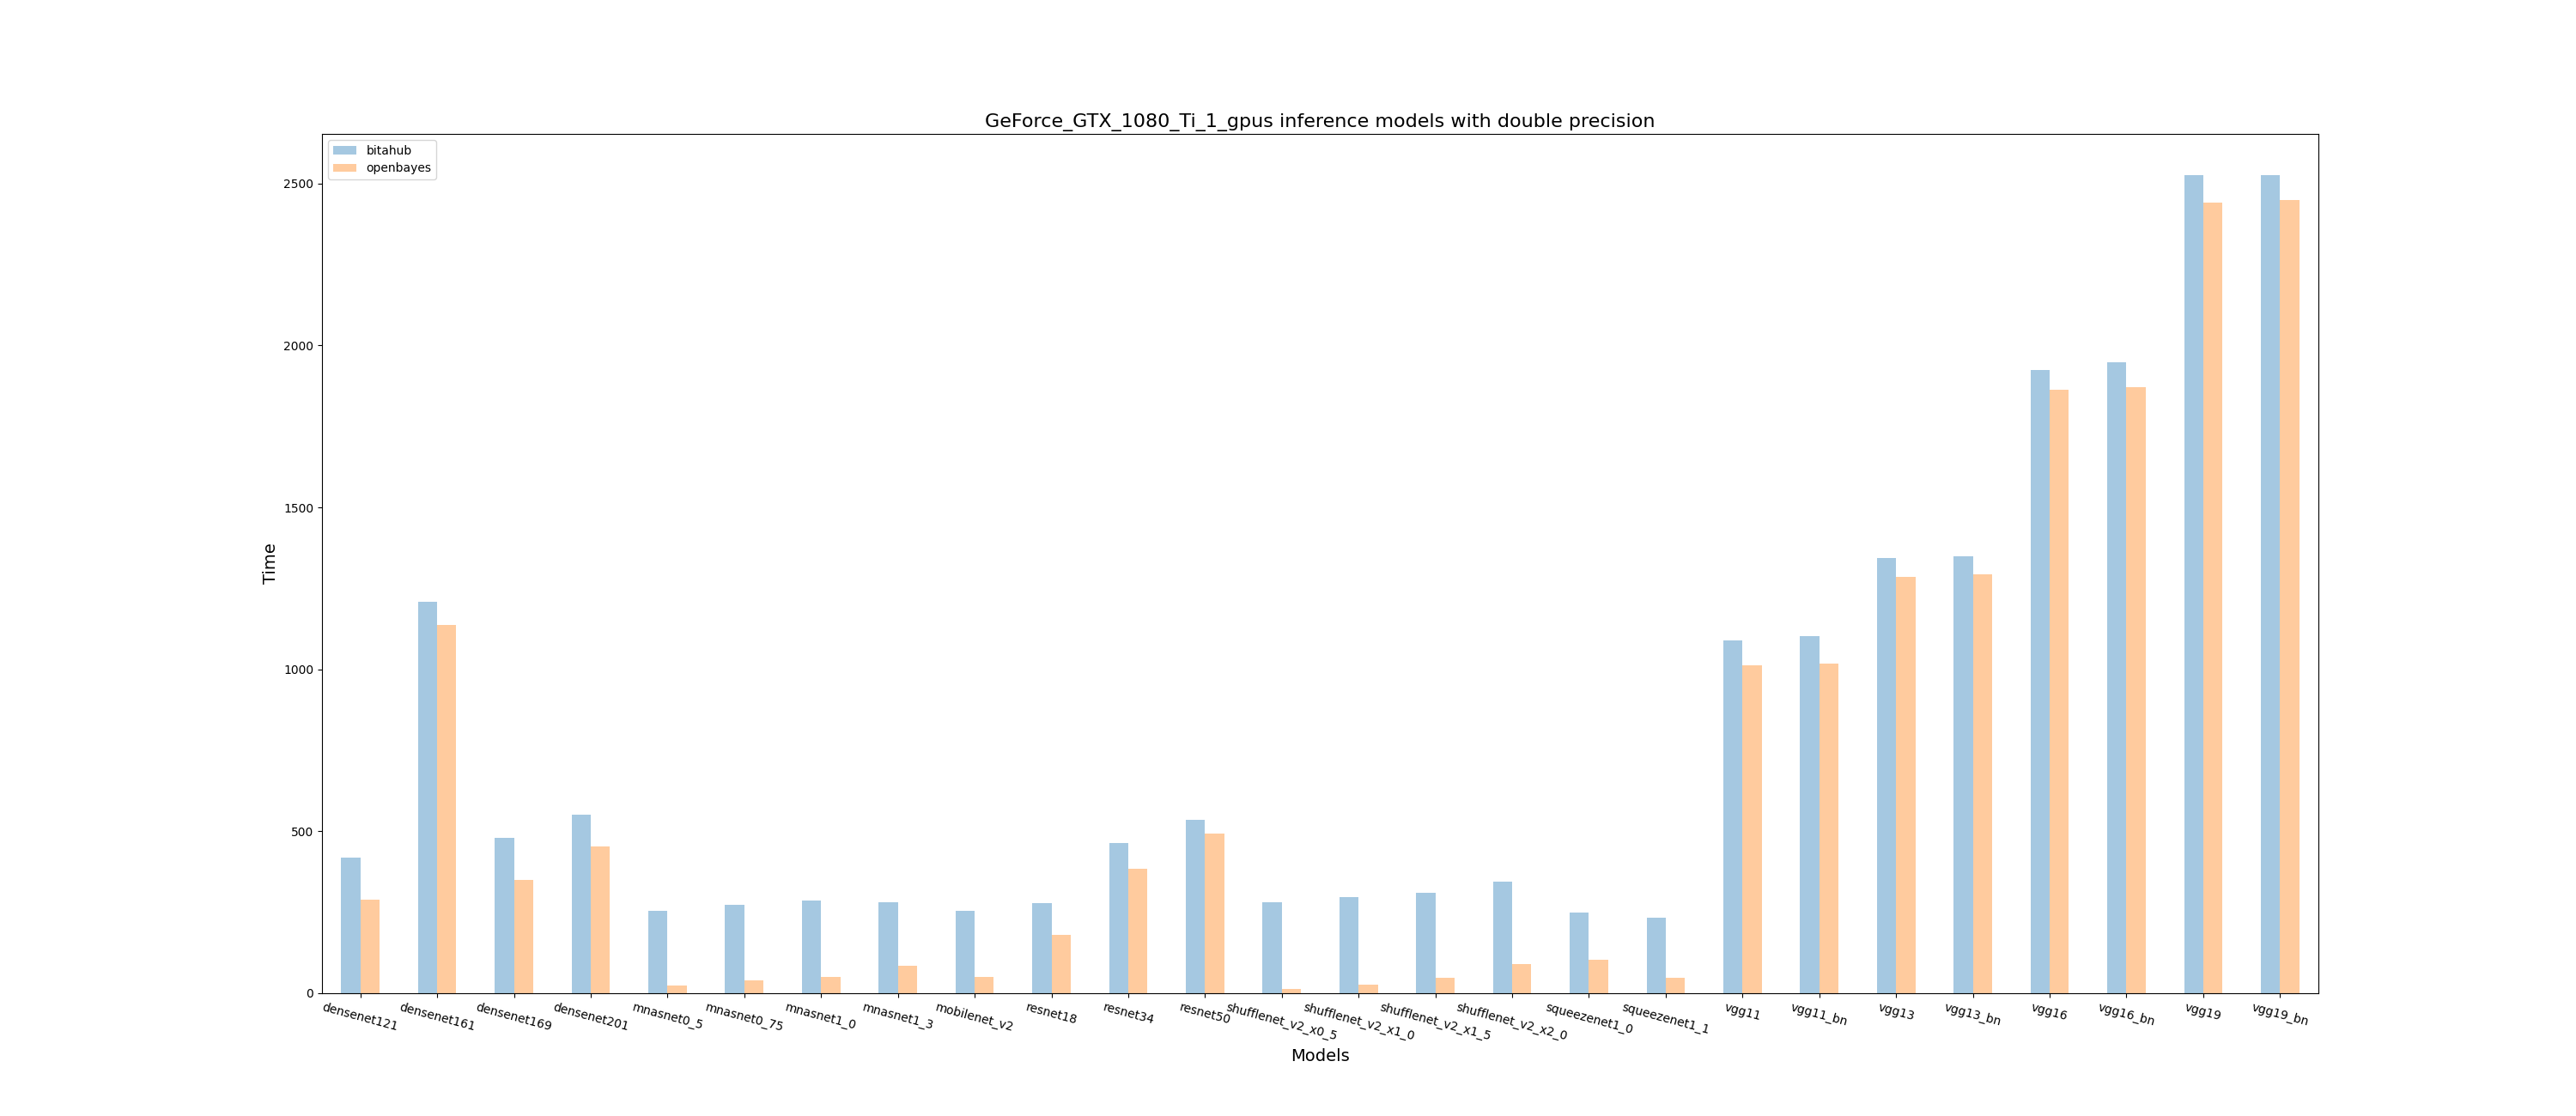 GeForce_GTX_1080_Ti_1_gpus inference models with double precision
bitahub
openbayes
2500
2000
1500
1000
500
0
Time
densenet121
densenet161
densenet169
densenet201
mnasnet0_5
mnasnet0_75
mnasnet1_0
mnasnet1_3
mobilenet_v2
resnet18
resnet34
resnet50
shufflenet_v2_x0_5
shufflenet_v2_x1_0
shufflenet_v2_x1_5
shufflenet_v2_x2_0
squeezenet1_0
squeezenet1_1
vgg11
vgg11_bn
vgg13
vgg13_bn
vgg16
vgg16_bn
vgg19
vgg19_bn
Models